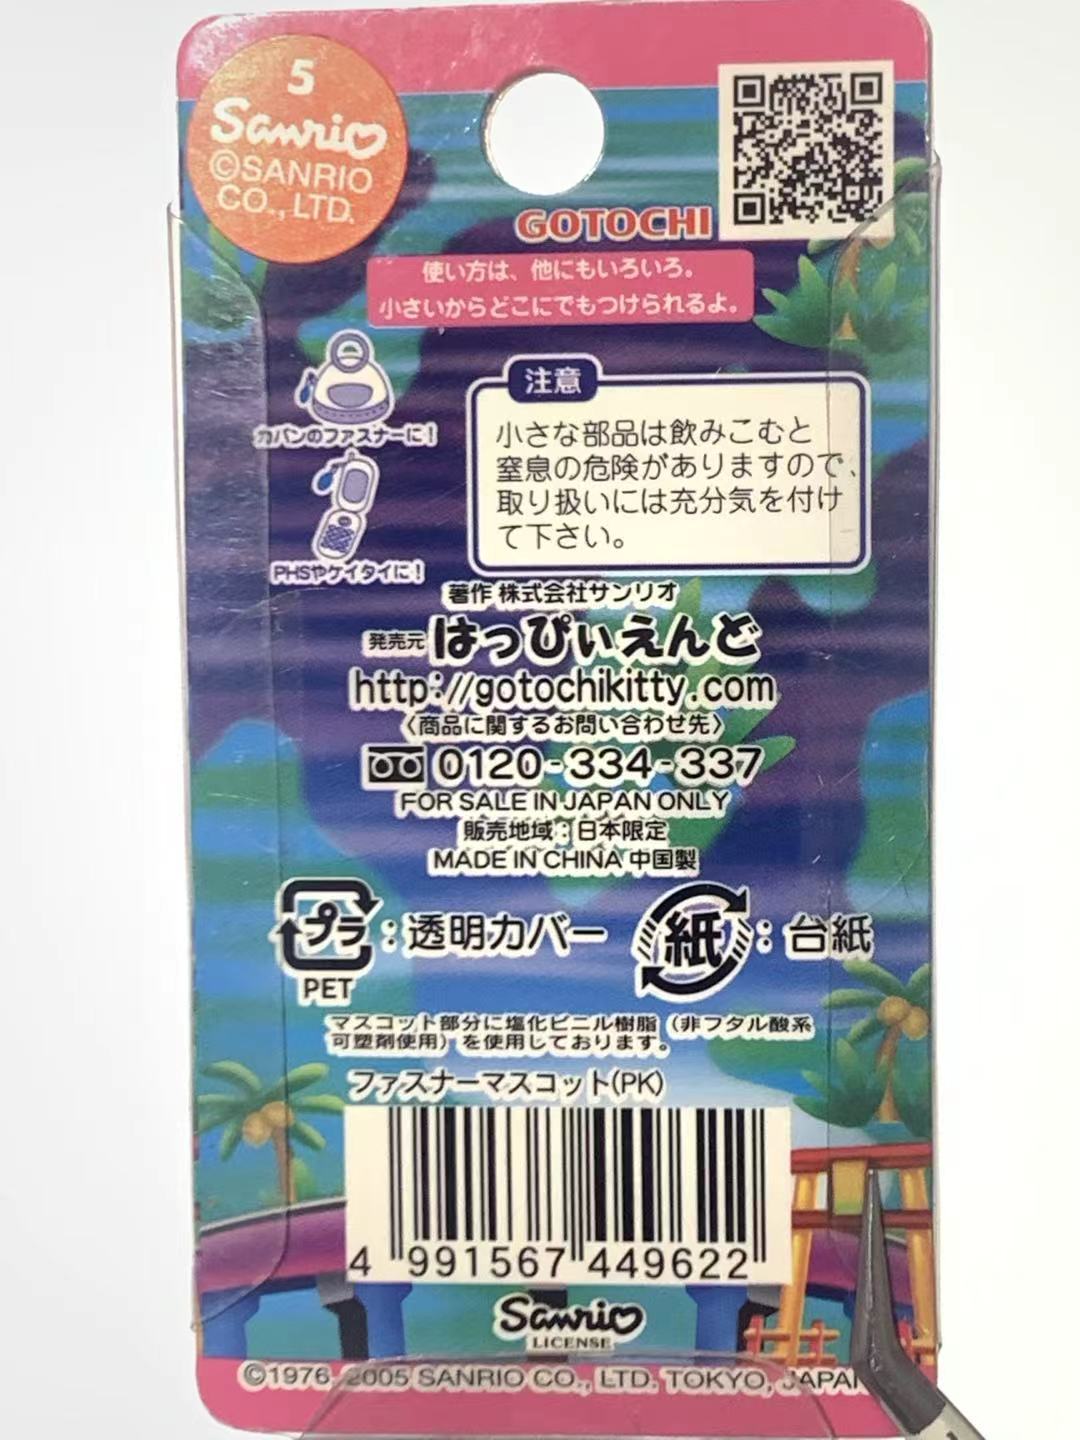 5
Sanrio
©SANRIO
CO., LTD.
GOTOCHI
使い方は、他にもいろいろ。
小さいからどこにでもつけられるよ。
カバンのファスナーに!
PHSやケイタイに!
注意
小さな部品は飲みこむと
窒息の危険がありますので、
取り扱いには充分気を付け
て下さい。
著作 株式会社サンリオ
発売元 はっぴぃえんど
http://gotochikitty.com
〈商品に関するお問い合わせ先〉
0120-334-337
FOR SALE IN JAPAN ONLY
販売地域:日本限定
MADE IN CHINA 中国製
プラ:透明カバー 紙:台紙
PET
マスコット部分に塩化ビニル樹脂(非フタル酸系
可塑剤使用)を使用しております。
ファスナーマスコット(PK)
4 991567 449622
Sanrio
LICENSE
©1976, 2005 SANRIO CO., LTD. TOKYO, JAPAN